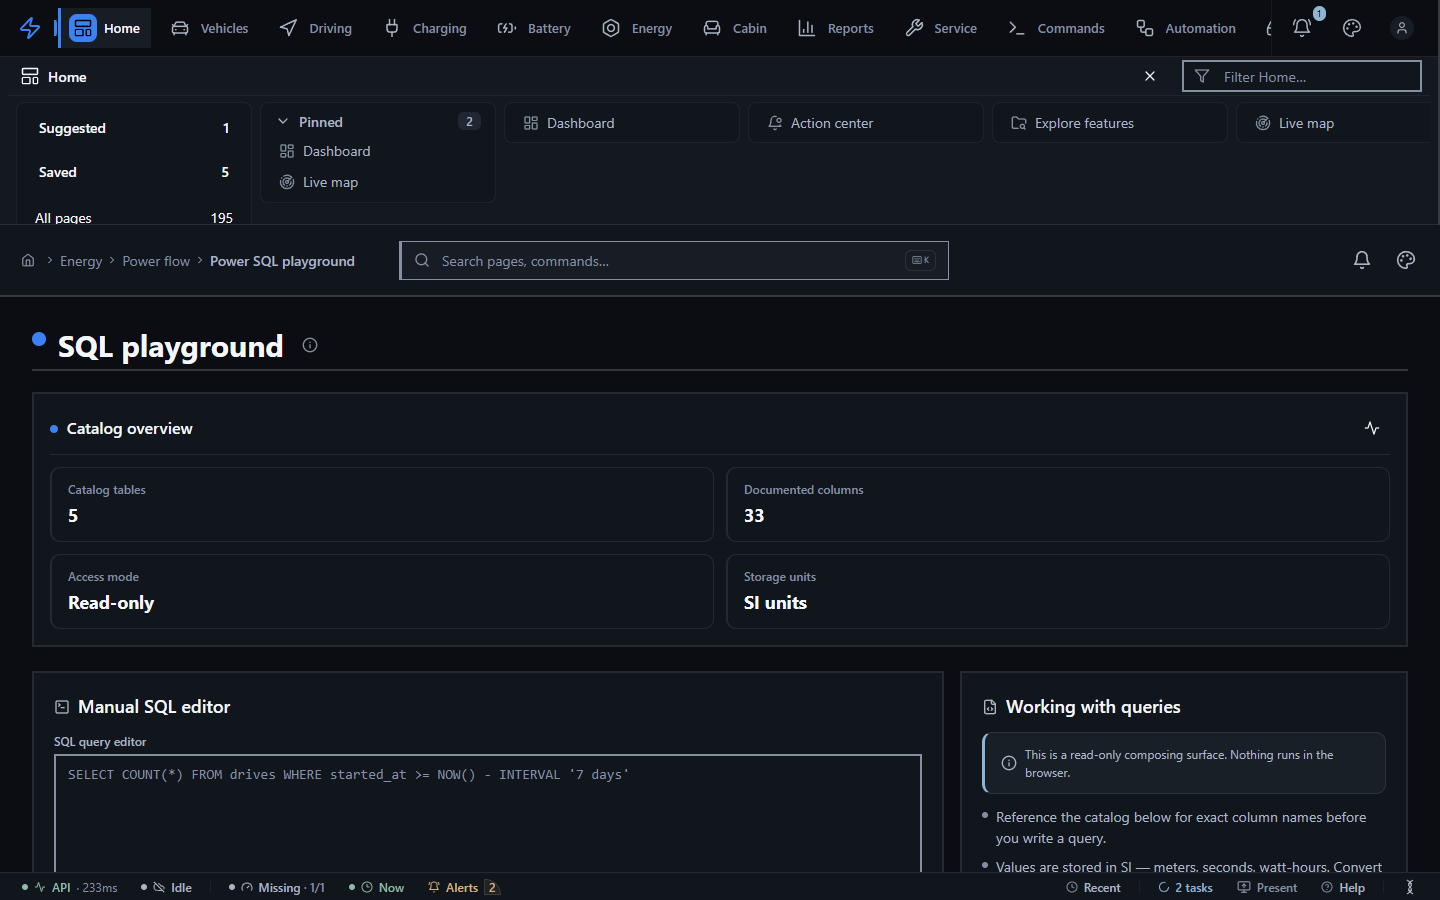 Home
Vehicles
Driving
Charging
Battery
Energy
Cabin
Reports
Service
Commands
Automation
1
Home
Filter Home...
Suggested 1
Saved 5
All pages 195
Pinned 2
Dashboard
Live map
Dashboard
Action center
Explore features
Live map
Energy > Power flow > Power SQL playground
Search pages, commands...
K
SQL playground
Catalog overview
Catalog tables
5
Documented columns
33
Access mode
Read-only
Storage units
SI units
Manual SQL editor
SQL query editor
SELECT COUNT(*) FROM drives WHERE started_at >= NOW() - INTERVAL '7 days'
Working with queries
This is a read-only composing surface. Nothing runs in the
browser.
Reference the catalog below for exact column names before
you write a query.
Values are stored in SI — meters, seconds, watt-hours. Convert
API · 233ms
Idle
Missing · 1/1
Now
Alerts 2
Recent
2 tasks
Present
Help